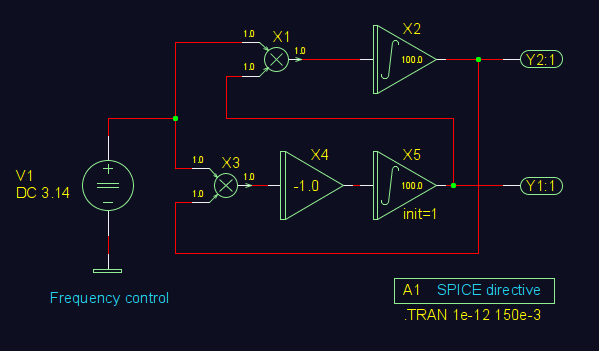 1.0
X1
1.0
1.0
X2
100.0
Y2:1
V1
DC 3.14
1.0
X3
1.0
1.0
X4
-1.0
X5
100.0
init=1
Y1:1
Frequency control
A1 SPICE directive
.TRAN 1e-12 150e-3